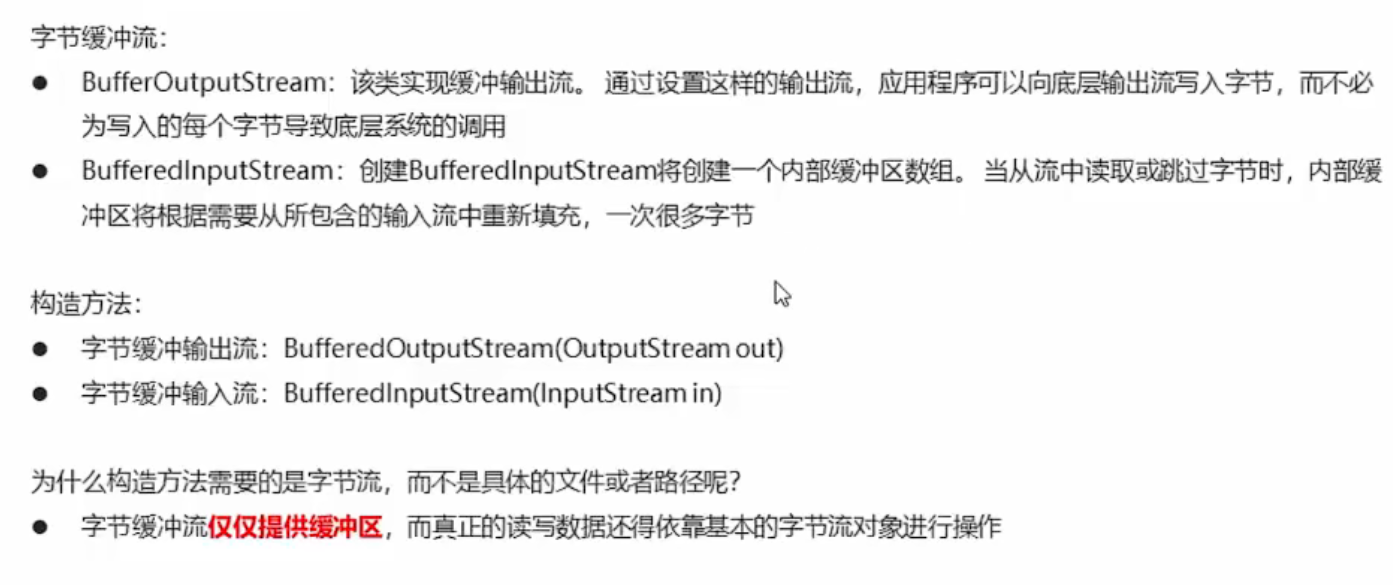 字节缓冲流：
● BufferOutputStream：该类实现缓冲输出流。 通过设置这样的输出流，应用程序可以向底层输出流写入字节，而不必
为写入的每个字节导致底层系统的调用
● BufferedInputStream：创建BufferedInputStream将创建一个内部缓冲区数组。 当从流中读取或跳过字节时，内部缓
冲区将根据需要从所包含的输入流中重新填充，一次很多字节
构造方法：
● 字节缓冲输出流：BufferedOutputStream(OutputStream out)
● 字节缓冲输入流：BufferedInputStream(InputStream in)
为什么构造方法需要的是字节流，而不是具体的文件或者路径呢？
● 字节缓冲流仅仅提供缓冲区，而真正的读写数据还得依靠基本的字节流对象进行操作